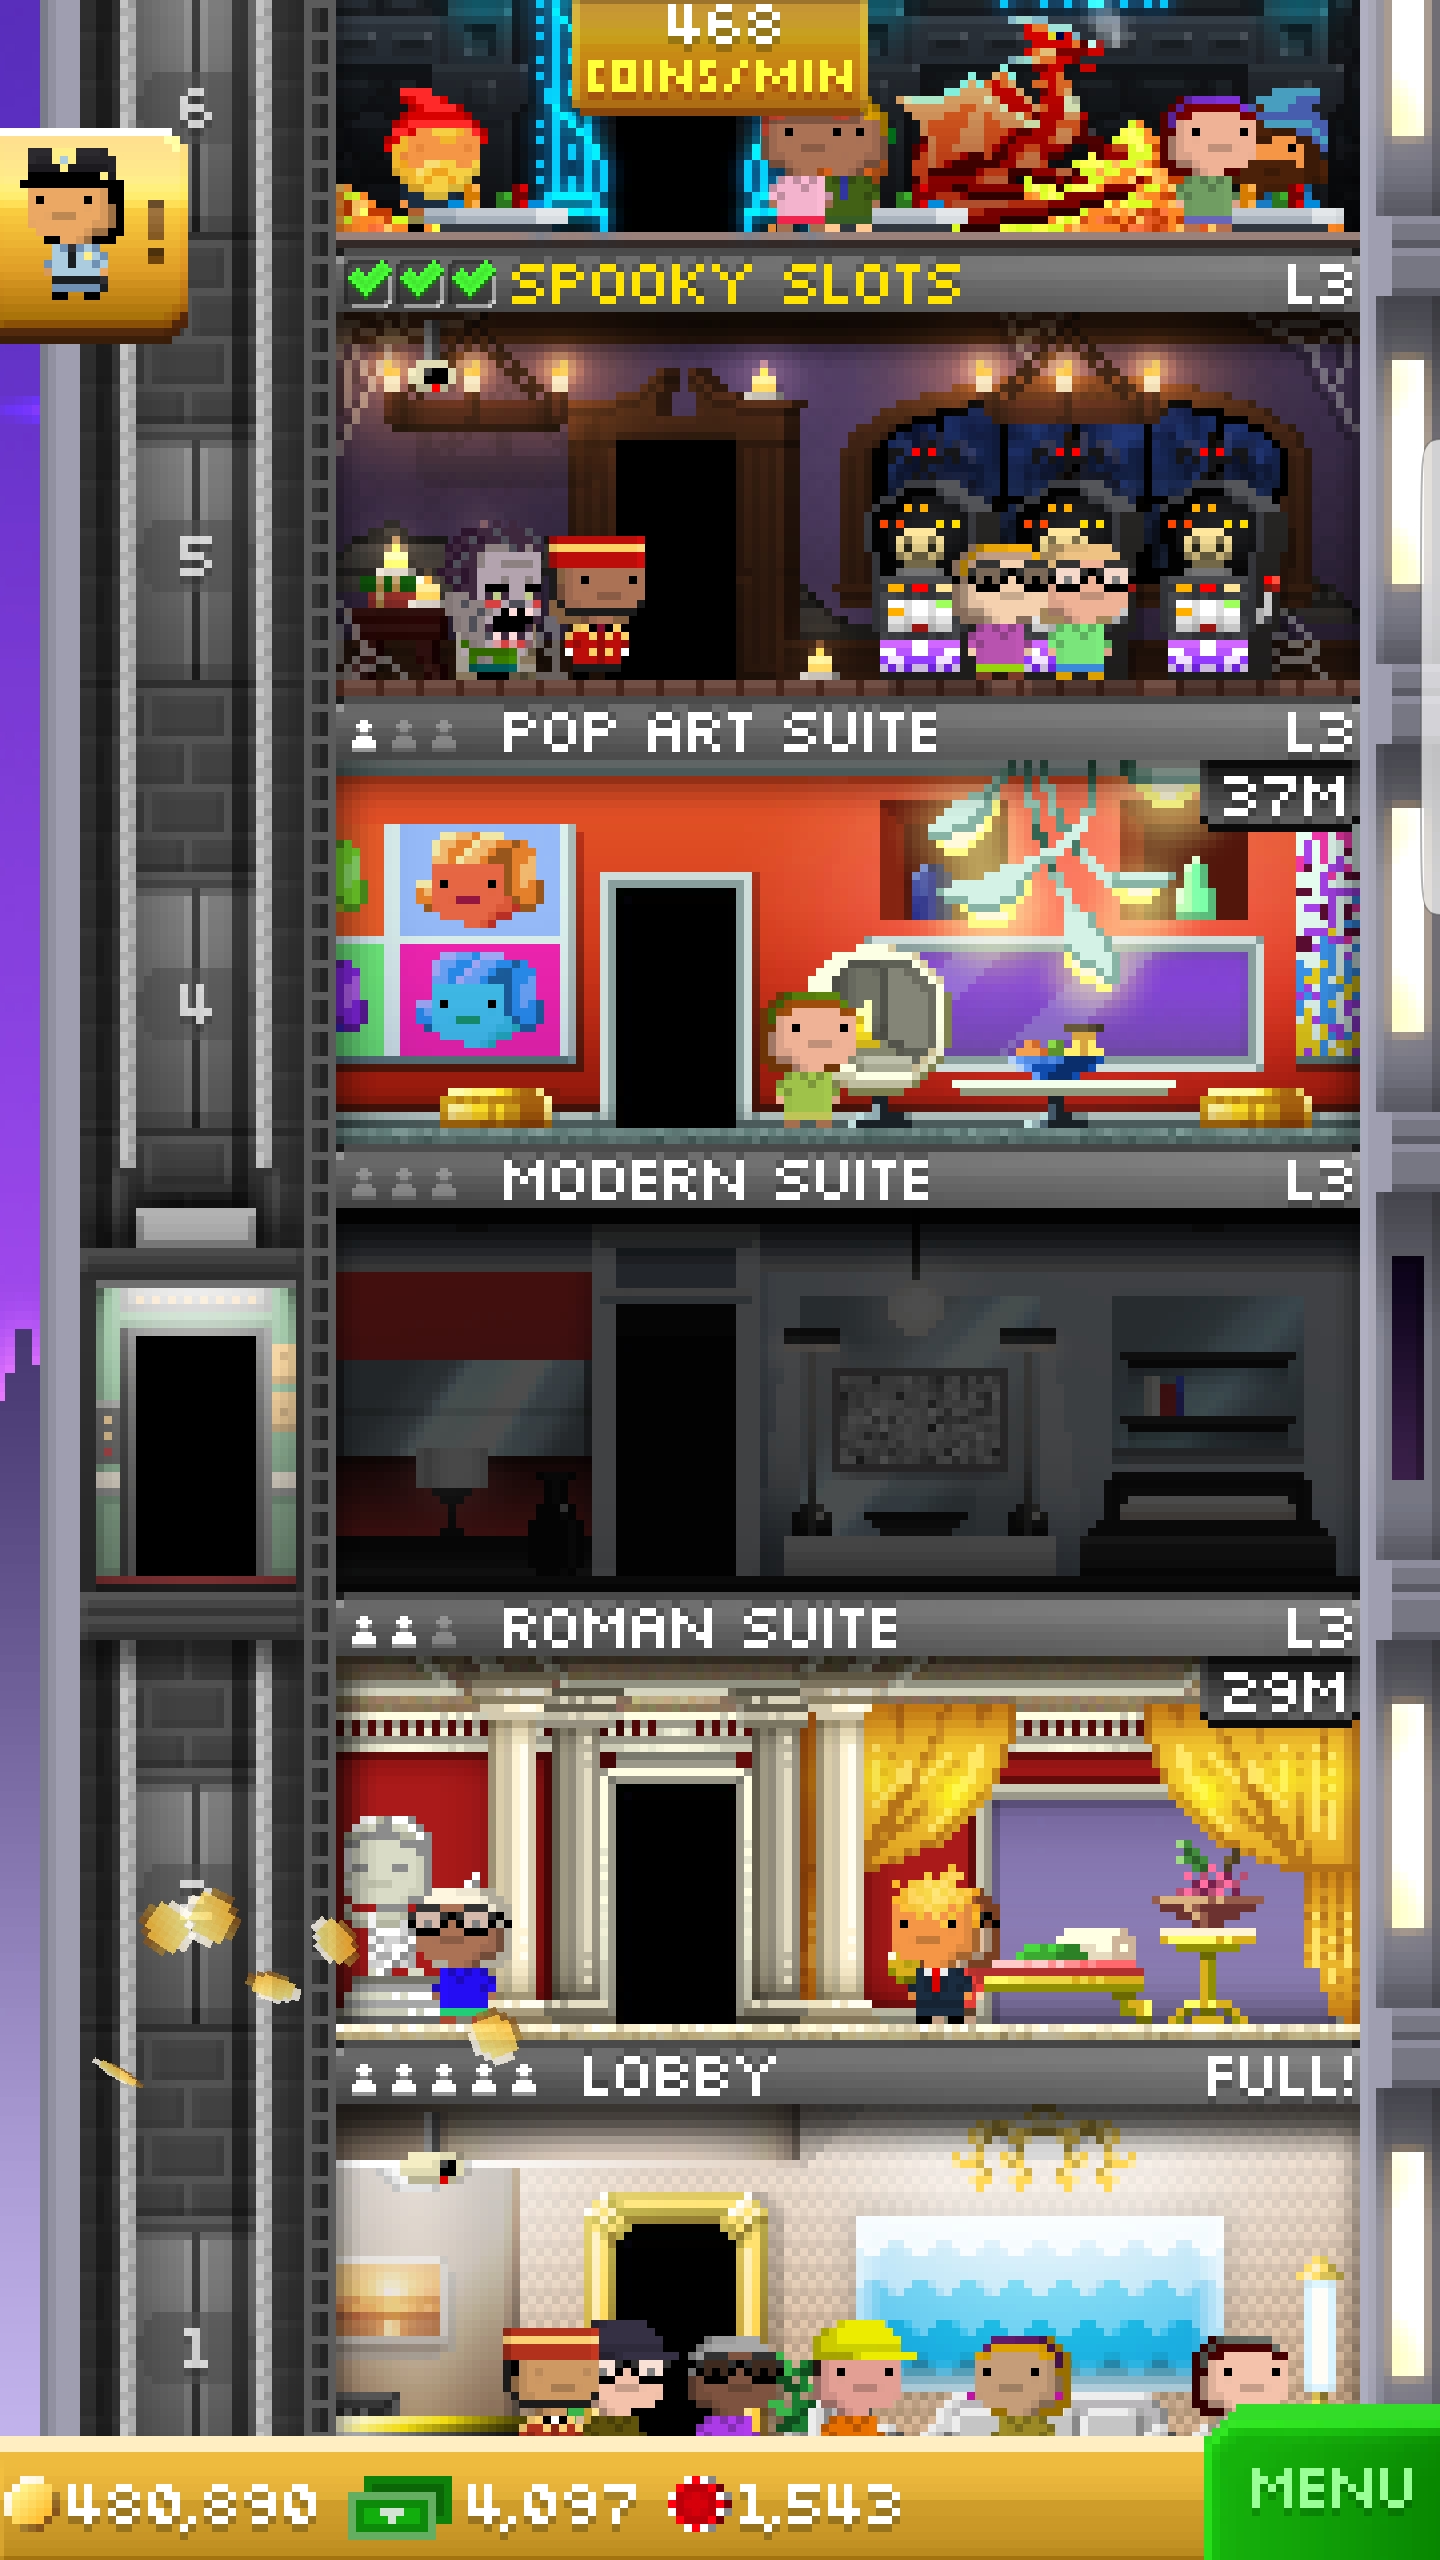 468
COINS/MIN
6
!
SPOOKY SLOTS L3
5
POP ART SUITE L3
37M
4
MODERN SUITE L3
ROMAN SUITE L3
29M
LOBBY FULL!
1
480,890 4,097 1,543
MENU